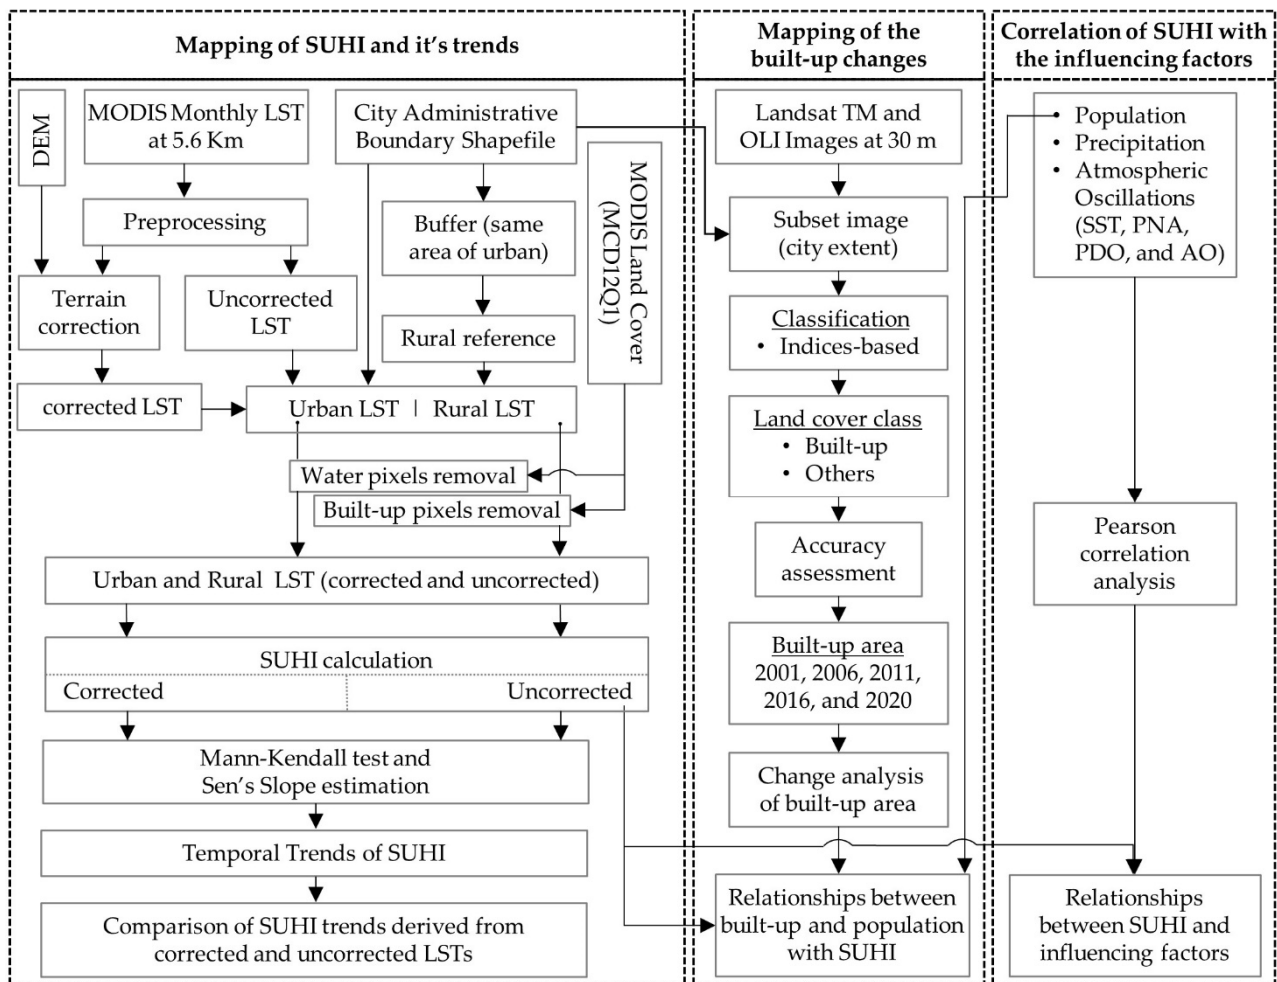 Mapping of SUHI and it's trends
DEM
MODIS Monthly LST
at 5.6 Km
City Administrative
Boundary Shapefile
MODIS Land Cover
(MCD12Q1)
Preprocessing
Buffer (same
area of urban)
Terrain
correction
Uncorrected
LST
Rural reference
corrected LST
Urban LST | Rural LST
Water pixels removal
Built-up pixels removal
Urban and Rural LST (corrected and uncorrected)
SUHI calculation
Corrected
Uncorrected
Mann-Kendall test and
Sen's Slope estimation
Temporal Trends of SUHI
Comparison of SUHI trends derived from
corrected and uncorrected LSTs
Mapping of the
built-up changes
Landsat TM and
OLI Images at 30 m
Subset image
(city extent)
Classification
• Indices-based
Land cover class
• Built-up
• Others
Accuracy
assessment
Built-up area
2001, 2006, 2011,
2016, and 2020
Change analysis
of built-up area
Relationships between
built-up and population
with SUHI
Correlation of SUHI with
the influencing factors
• Population
• Precipitation
• Atmospheric
Oscillations
(SST, PNA,
PDO, and AO)
Pearson
correlation
analysis
Relationships
between SUHI and
influencing factors